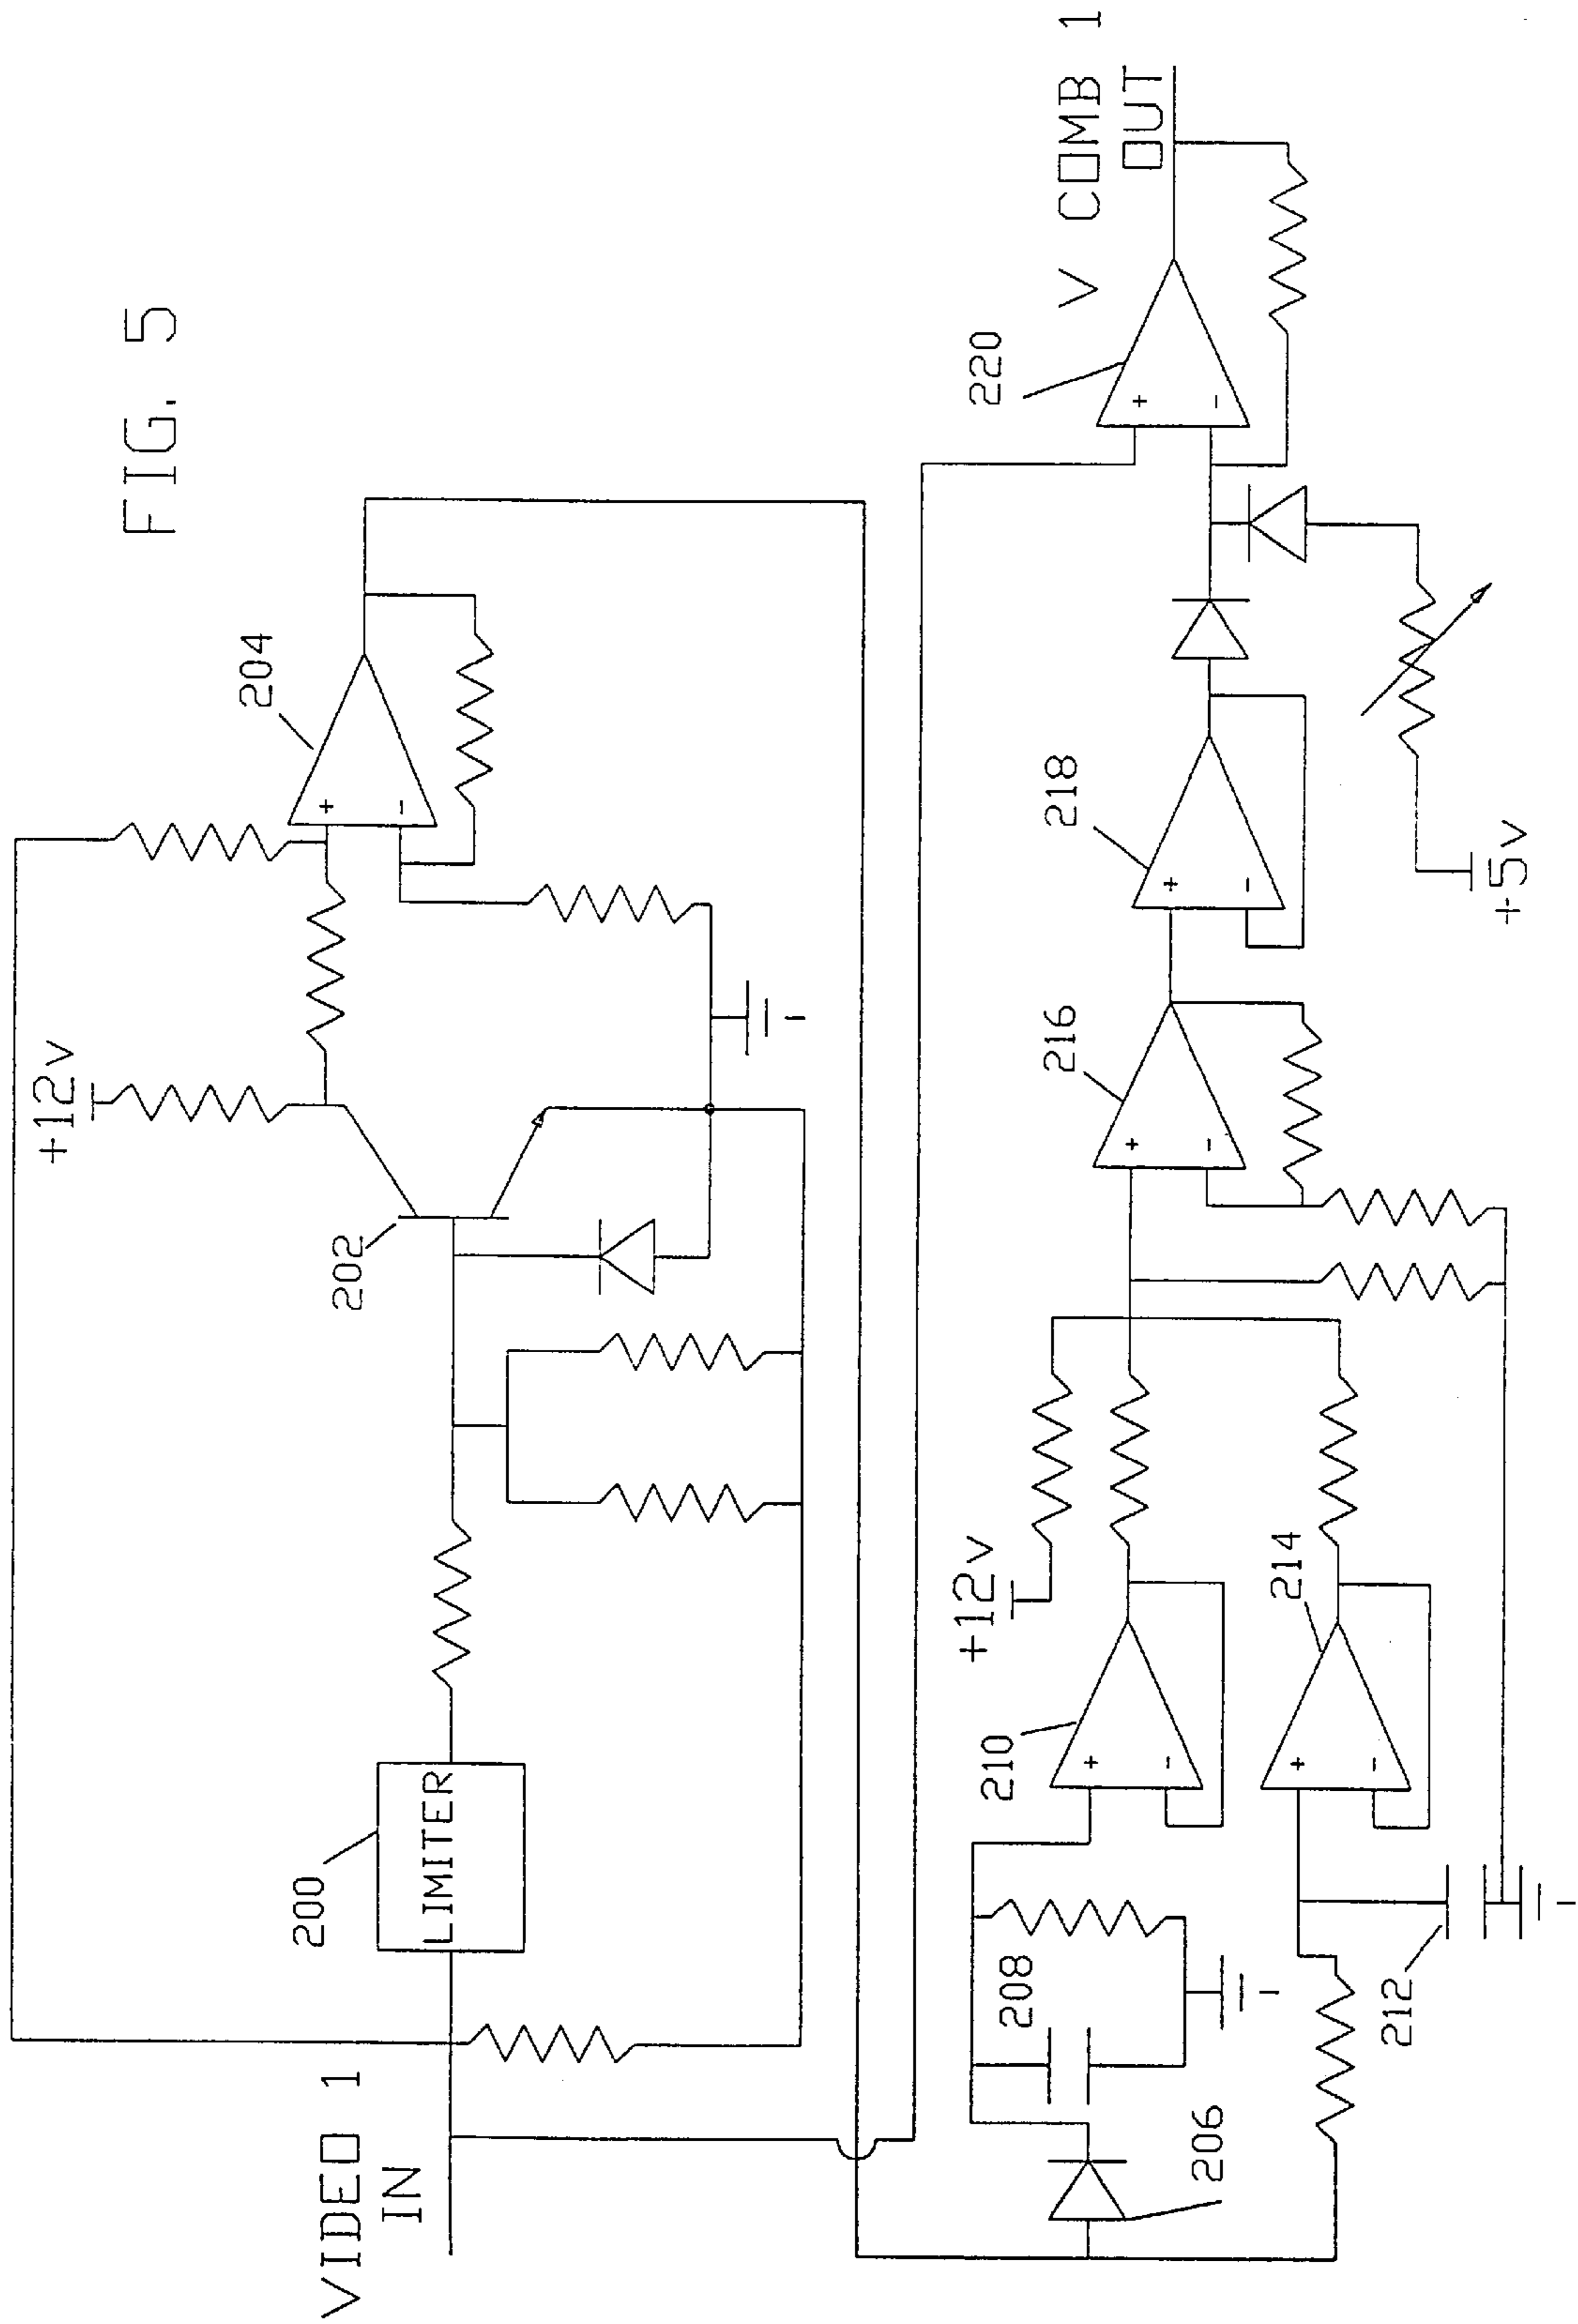 FIG. 5
VIDEO 1
IN
200
LIMITER
202
+12v
204
206
208
210
212
214
+12v
216
218
+5v
220
V COMB 1
OUT
+
-
+
-
+
-
+
-
+
-
+
-